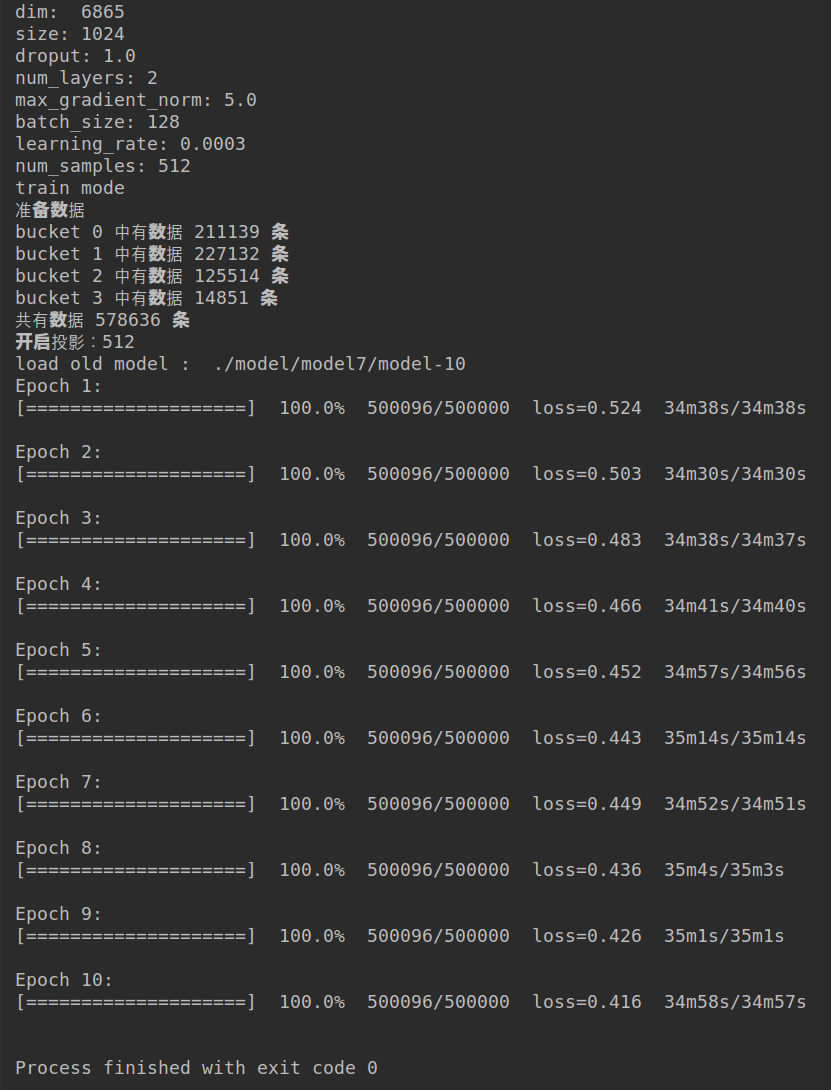 dim:  6865
size: 1024
droput: 1.0
num_layers: 2
max_gradient_norm: 5.0
batch_size: 128
learning_rate: 0.0003
num_samples: 512
train mode
准备数据
bucket 0 中有数据 211139 条
bucket 1 中有数据 227132 条
bucket 2 中有数据 125514 条
bucket 3 中有数据 14851 条
共有数据 578636 条
开启投影：512
load old model :  ./model/model7/model-10
Epoch 1:
[====================]  100.0%  500096/500000  loss=0.524  34m38s/34m38s
Epoch 2:
[====================]  100.0%  500096/500000  loss=0.503  34m30s/34m30s
Epoch 3:
[====================]  100.0%  500096/500000  loss=0.483  34m38s/34m37s
Epoch 4:
[====================]  100.0%  500096/500000  loss=0.466  34m41s/34m40s
Epoch 5:
[====================]  100.0%  500096/500000  loss=0.452  34m57s/34m56s
Epoch 6:
[====================]  100.0%  500096/500000  loss=0.443  35m14s/35m14s
Epoch 7:
[====================]  100.0%  500096/500000  loss=0.449  34m52s/34m51s
Epoch 8:
[====================]  100.0%  500096/500000  loss=0.436  35m4s/35m3s
Epoch 9:
[====================]  100.0%  500096/500000  loss=0.426  35m1s/35m1s
Epoch 10:
[====================]  100.0%  500096/500000  loss=0.416  34m58s/34m57s
Process finished with exit code 0